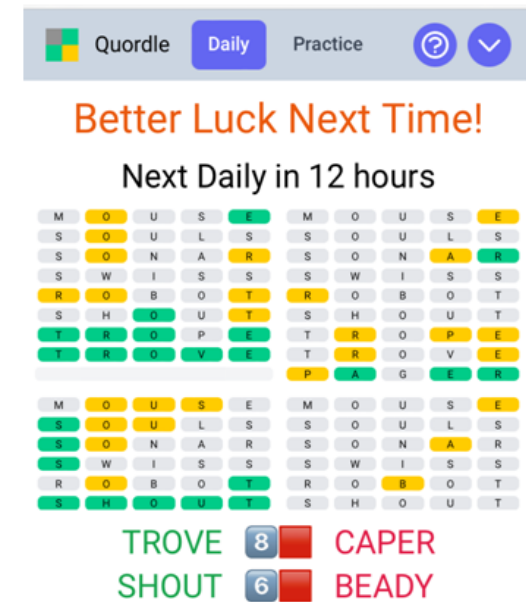 Quordle Daily Practice ?
Better Luck Next Time!
Next Daily in 12 hours
M O U S E M O U S E
S O U L S S O U L S
S O N A R S O N A R
S W I S S S W I S S
R O B O T R O B O T
S H O U T S H O U T
T R O P E T R O P E
T R O V E T R O V E
P A G E R
M O U S E M O U S E
S O U L S S O U L S
S O N A R S O N A R
S W I S S S W I S S
R O B O T R O B O T
S H O U T S H O U T
TROVE 8 CAPER
SHOUT 6 BEADY